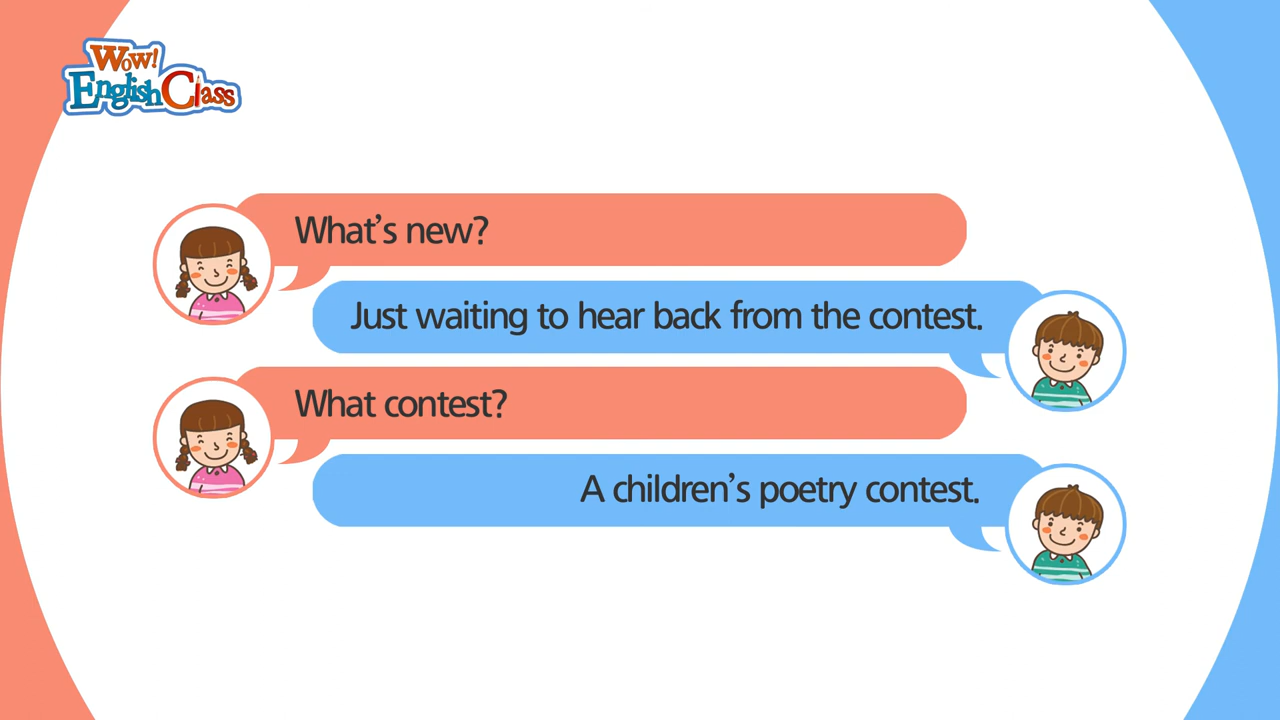 Wow!
English Class
What's new?
Just waiting to hear back from the contest.
What contest?
A children's poetry contest.